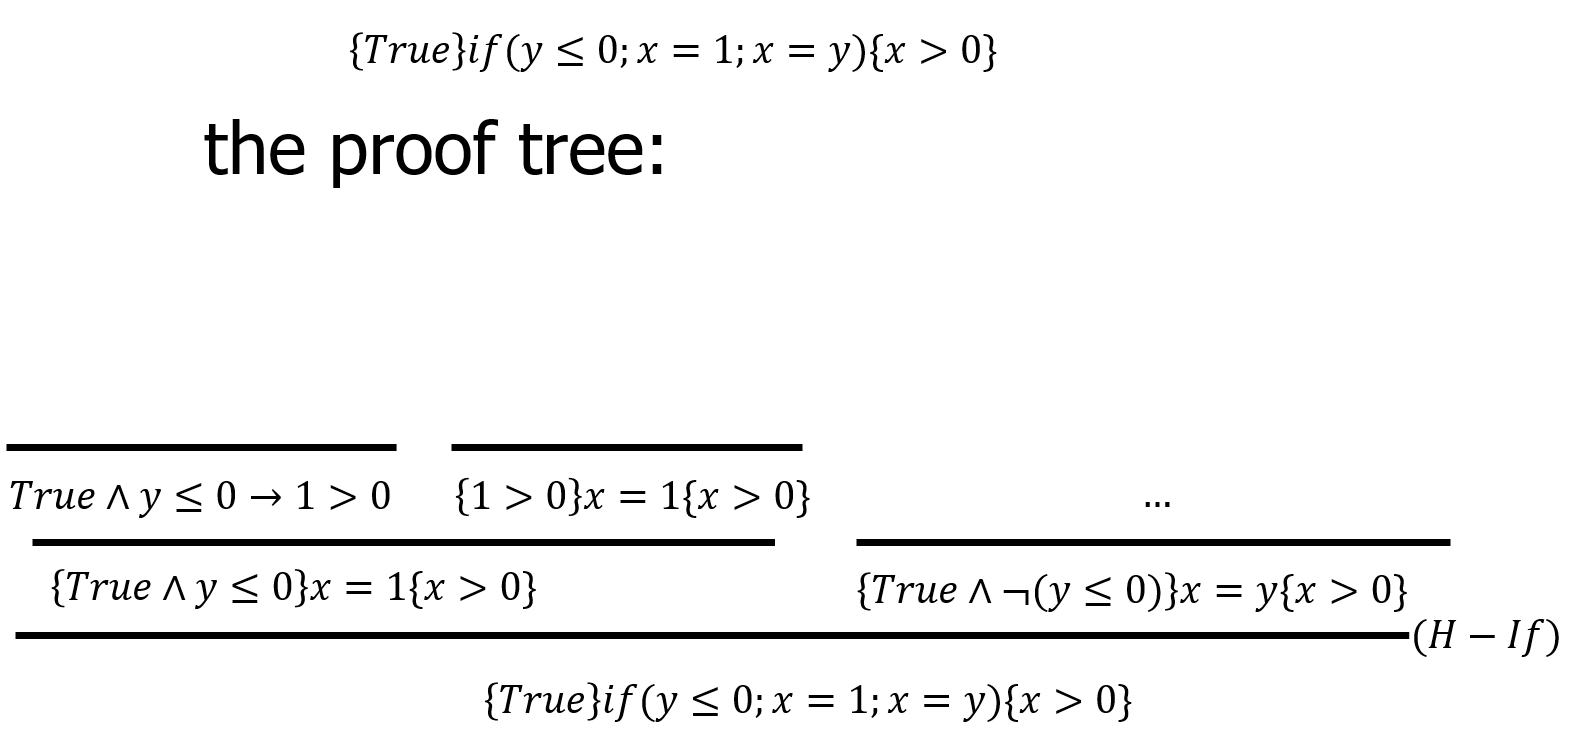 {True}if(y ≤ 0; x = 1; x = y){x > 0}
the proof tree:
True ∧ y ≤ 0 → 1 > 0 {1 > 0}x = 1{x > 0} ...
{True ∧ y ≤ 0}x = 1{x > 0} {True ∧ ¬(y ≤ 0)}x = y{x > 0}
(H − If)
{True}if(y ≤ 0; x = 1; x = y){x > 0}